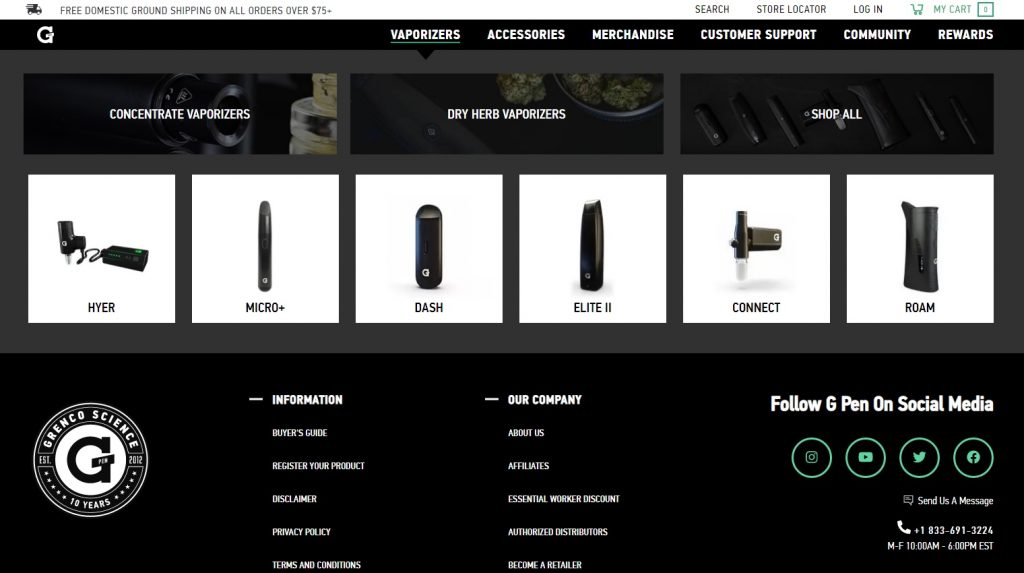 FREE DOMESTIC GROUND SHIPPING ON ALL ORDERS OVER $75+
SEARCH
STORE LOCATOR
LOG IN
MY CART 0
G
VAPORIZERS
ACCESSORIES
MERCHANDISE
CUSTOMER SUPPORT
COMMUNITY
REWARDS
CONCENTRATE VAPORIZERS
DRY HERB VAPORIZERS
SHOP ALL
HYER
MICRO+
DASH
ELITE II
CONNECT
ROAM
GRENCO SCIENCE
EST. G PEN 2012
10 YEARS
INFORMATION
BUYER'S GUIDE
REGISTER YOUR PRODUCT
DISCLAIMER
PRIVACY POLICY
TERMS AND CONDITIONS
OUR COMPANY
ABOUT US
AFFILIATES
ESSENTIAL WORKER DISCOUNT
AUTHORIZED DISTRIBUTORS
BECOME A RETAILER
Follow G Pen On Social Media
Send Us A Message
+1 833-691-3224
M-F 10:00AM - 6:00PM EST